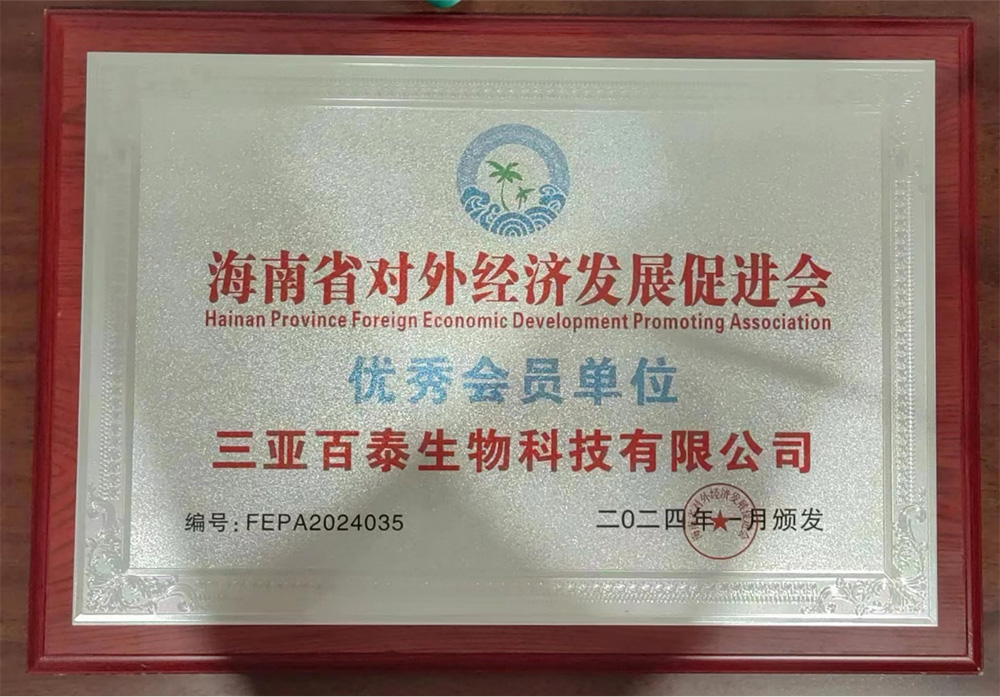 海南省对外经济发展促进会
Hainan Province Foreign Economic Development Promoting Association
优秀会员单位
三亚百泰生物科技有限公司
编号: FEPA2024035
二0二四年一月颁发